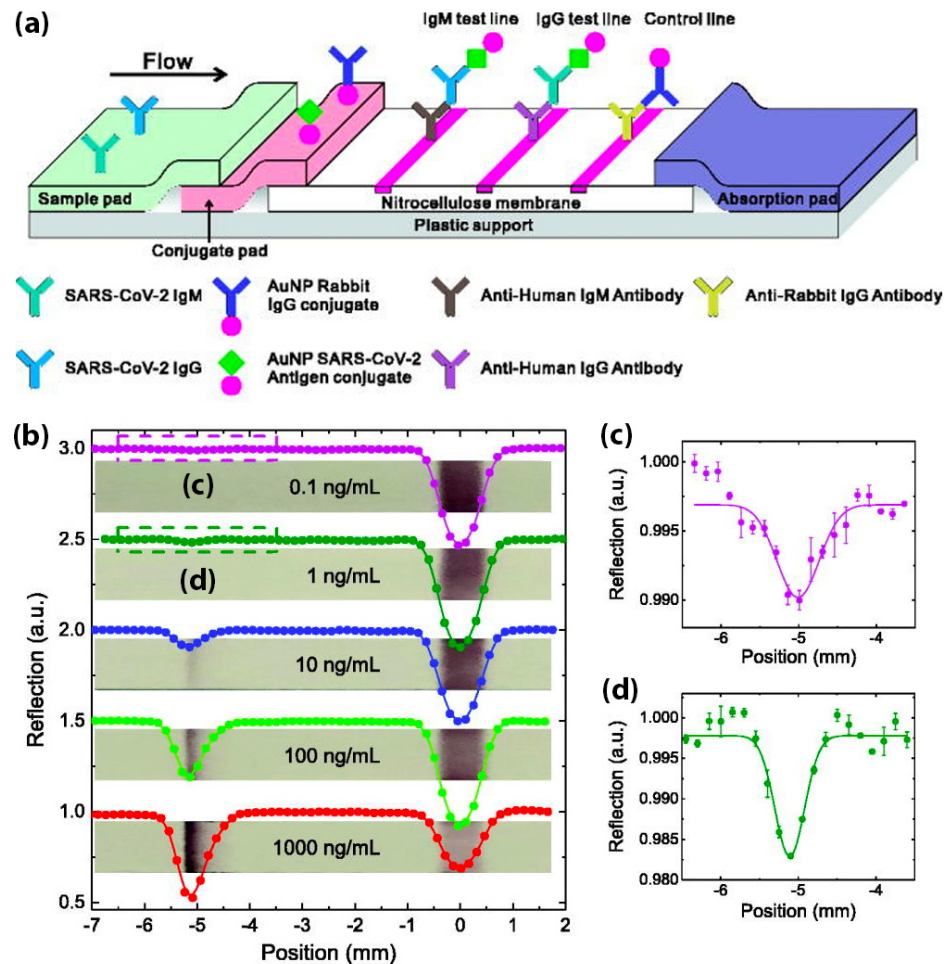 (a)
IgM test line IgG test line Control line
Flow
Sample pad
Nitrocellulose membrane
Absorption pad
Plastic support
Conjugate pad
SARS-CoV-2 IgM
AuNP Rabbit
IgG conjugate
Anti-Human IgM Antibody
Anti-Rabbit IgG Antibody
SARS-CoV-2 IgG
AuNP SARS-CoV-2
Antigen conjugate
Anti-Human IgG Antibody
(b)
Reflection (a.u.)
3.0
2.5
2.0
1.5
1.0
0.5
(c)
0.1 ng/mL
(d)
1 ng/mL
10 ng/mL
100 ng/mL
1000 ng/mL
-7 -6 -5 -4 -3 -2 -1 0 1 2
Position (mm)
(c)
Reflection (a.u.)
1.000
0.995
0.990
-6 -5 -4
Position (mm)
(d)
Reflection (a.u.)
1.000
0.995
0.990
0.985
0.980
-6 -5 -4
Position (mm)